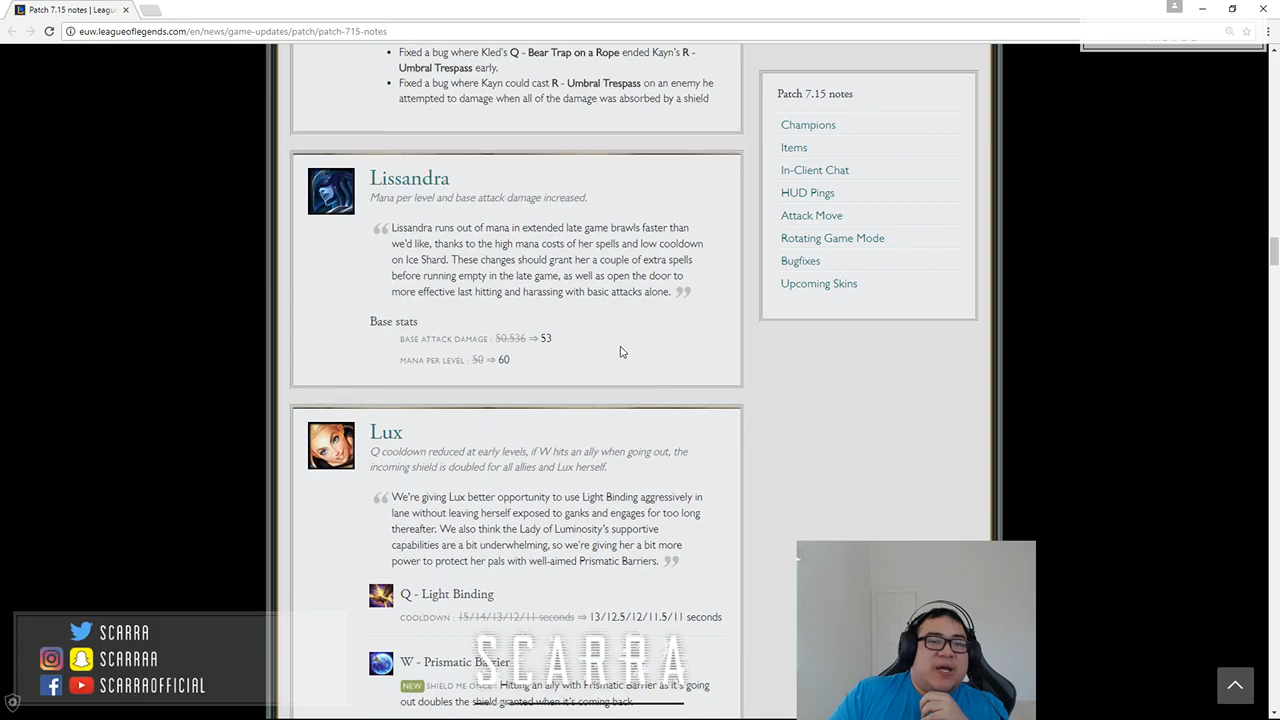 Patch 7.15 notes | Leagu
euw.leagueoflegends.com/en/news/game-updates/patch/patch-715-notes
• Fixed a bug where Kled's Q - Bear Trap on a Rope ended Kayn's R -
Umbral Trespass early.
• Fixed a bug where Kayn could cast R - Umbral Trespass on an enemy he
attempted to damage when all of the damage was absorbed by a shield
Lissandra
Mana per level and base attack damage increased.
Lissandra runs out of mana in extended late game brawls faster than
we'd like, thanks to the high mana costs of her spells and low cooldown
on Ice Shard. These changes should grant her a couple of extra spells
before running empty in the late game, as well as open the door to
more effective last hitting and harassing with basic attacks alone.
Base stats
BASE ATTACK DAMAGE : 50.536 ⇒ 53
MANA PER LEVEL : 50 ⇒ 60
Lux
Q cooldown reduced at early levels, if W hits an ally when going out, the
incoming shield is doubled for all allies and Lux herself.
We're giving Lux better opportunity to use Light Binding aggressively in
lane without leaving herself exposed to ganks and engages for too long
thereafter. We also think the Lady of Luminosity's supportive
capabilities are a bit underwhelming, so we're giving her a bit more
power to protect her pals with well-aimed Prismatic Barriers.
Q - Light Binding
COOLDOWN : 15/14/13/12/11 seconds ⇒ 13/12.5/12/11.5/11 seconds
W - Prismatic Barrier
NEW SHIELD ME ONCE : Hitting an ally with Prismatic Barrier as it's going
out doubles the shield granted when it's coming back.
Patch 7.15 notes
Champions
Items
In-Client Chat
HUD Pings
Attack Move
Rotating Game Mode
Bugfixes
Upcoming Skins
SCARRA
SCARRRA
SCARRAOFFICIAL
SCARRA